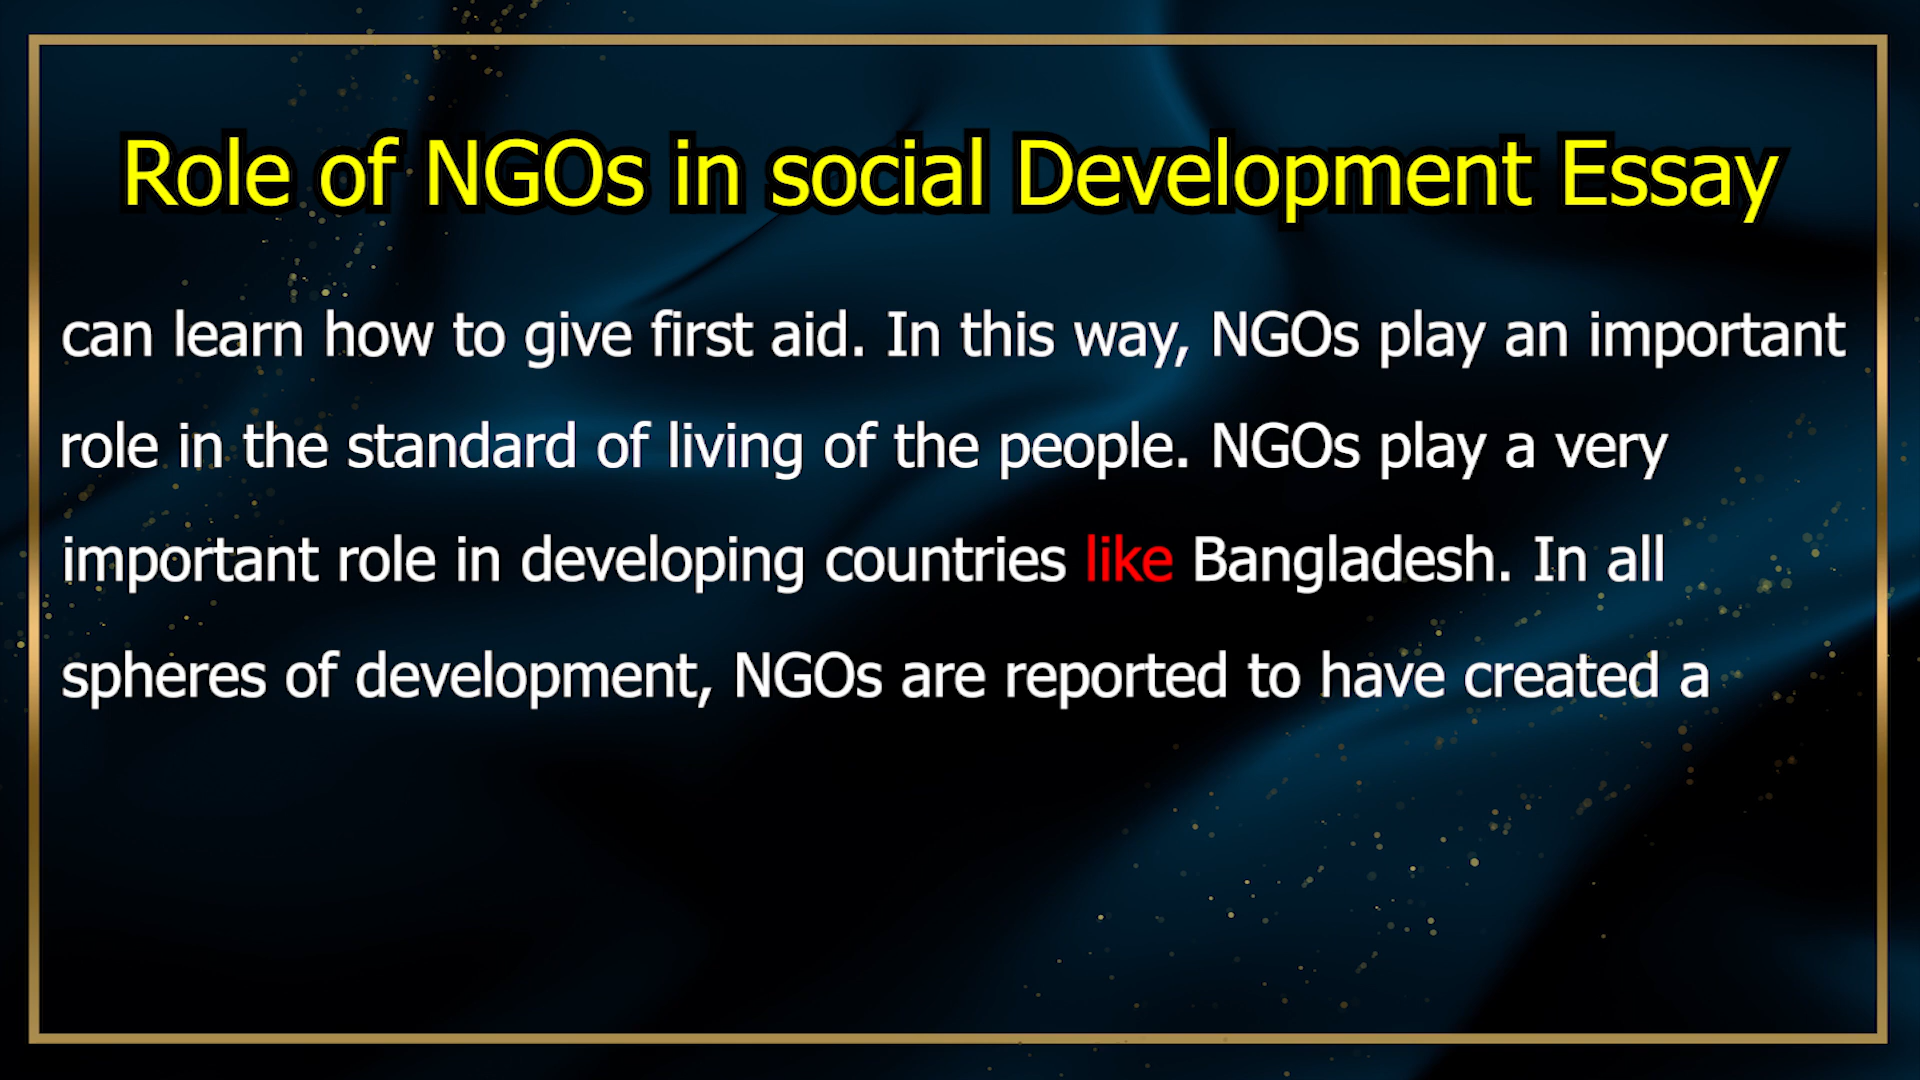 Role of NGOs in social Development Essay
can learn how to give first aid. In this way, NGOs play an important
role in the standard of living of the people. NGOs play a very
important role in developing countries like Bangladesh. In all
spheres of development, NGOs are reported to have created a